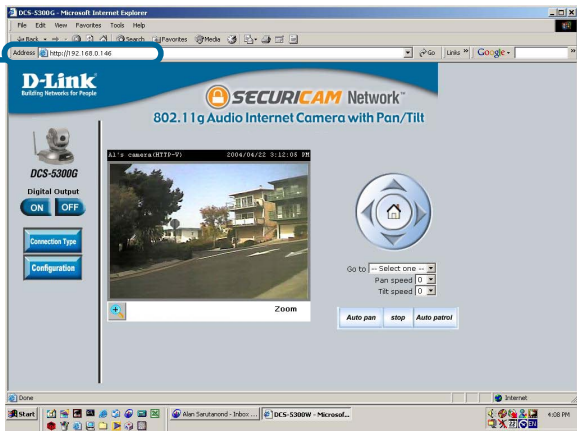 DCS-5300G - Microsoft Internet Explorer
File Edit View Favorites Tools Help
Back Search Favorites Media
Address http://192.168.0.146 Go Links » Google »
D-Link®
Building Networks for People
SECURICAM Network™
802.11g Audio Internet Camera with Pan/Tilt
DCS-5300G
Digital Output
ON OFF
Connection Type
Configuration
Al's camera(HTTP-V) 2004/04/22 3:12:05 PM
Zoom
Go to -- Select one --
Pan speed 0
Tilt speed 0
Auto pan stop Auto patrol
Done Internet
Start Alan Sarutanond - Inbox ... DCS-5300W - Microsof... 4:08 PM
22 EN